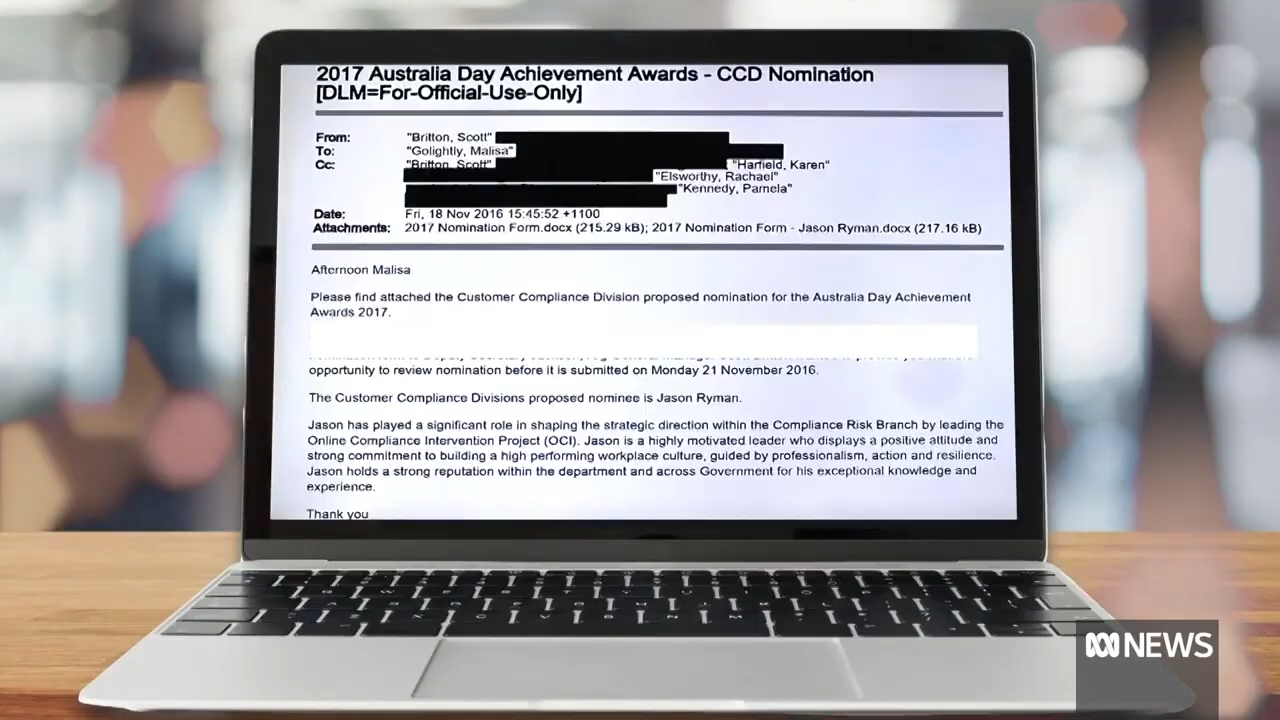 2017 Australia Day Achievement Awards - CCD Nomination
[DLM=For-Official-Use-Only]
From: "Britton, Scott"
To: "Golightly, Malisa"
Cc: "Britton, Scott" "Harfield, Karen"
"Elsworthy, Rachael"
"Kennedy, Pamela"
Date: Fri, 18 Nov 2016 15:45:52 +1100
Attachments: 2017 Nomination Form.docx (215.29 kB); 2017 Nomination Form - Jason Ryman.docx (217.16 kB)
Afternoon Malisa
Please find attached the Customer Compliance Division proposed nomination for the Australia Day Achievement
Awards 2017.
opportunity to review nomination before it is submitted on Monday 21 November 2016.
The Customer Compliance Divisions proposed nominee is Jason Ryman.
Jason has played a significant role in shaping the strategic direction within the Compliance Risk Branch by leading the
Online Compliance Intervention Project (OCI). Jason is a highly motivated leader who displays a positive attitude and
strong commitment to building a high performing workplace culture, guided by professionalism, action and resilience.
Jason holds a strong reputation within the department and across Government for his exceptional knowledge and
experience.
Thank you
NEWS